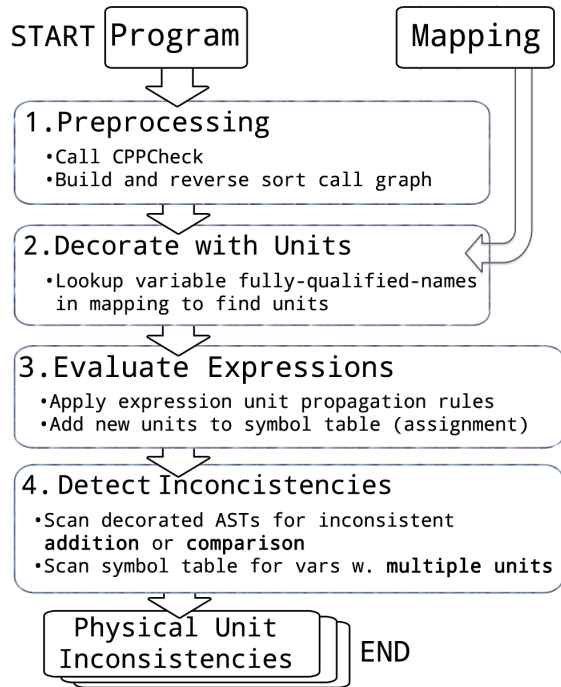 START Program Mapping
1.Preprocessing
•Call CPPCheck
•Build and reverse sort call graph
2.Decorate with Units
•Lookup variable fully-qualified-names
in mapping to find units
3.Evaluate Expressions
•Apply expression unit propagation rules
•Add new units to symbol table (assignment)
4.Detect Inconcistencies
•Scan decorated ASTs for inconsistent
addition or comparison
•Scan symbol table for vars w. multiple units
Physical Unit
Inconsistencies END